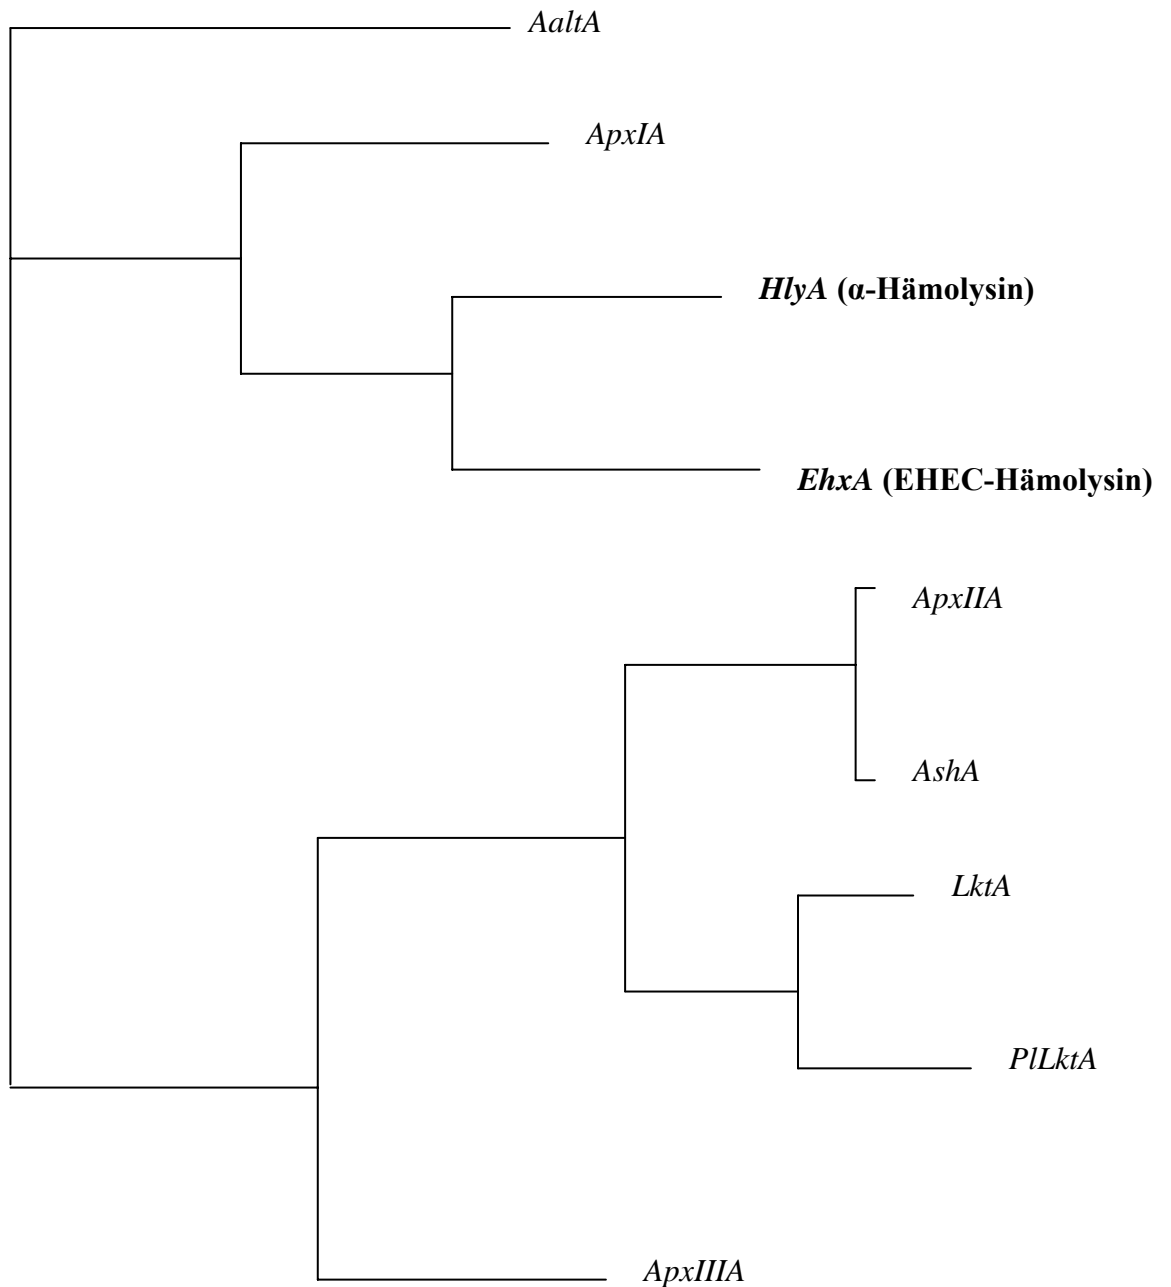 AaltA
ApxIA
HlyA (α-Hämolysin)
EhxA (EHEC-Hämolysin)
ApxIIA
AshA
LktA
PlLktA
ApxIIIA